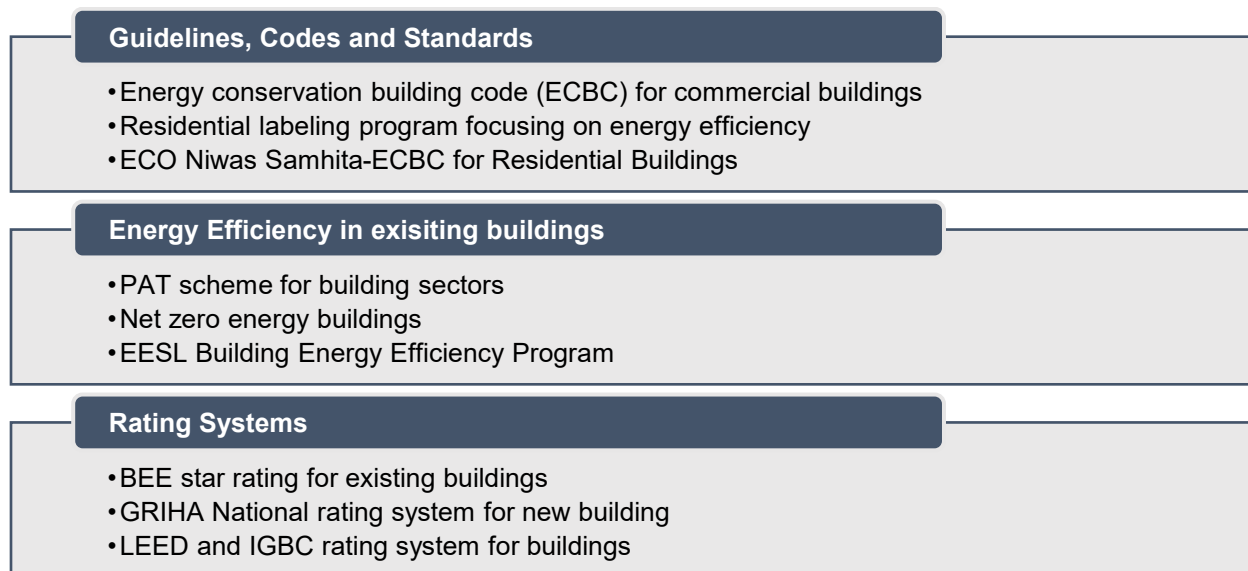 Guidelines, Codes and Standards
•Energy conservation building code (ECBC) for commercial buildings
•Residential labeling program focusing on energy efficiency
•ECO Niwas Samhita-ECBC for Residential Buildings
Energy Efficiency in exisiting buildings
•PAT scheme for building sectors
•Net zero energy buildings
•EESL Building Energy Efficiency Program
Rating Systems
•BEE star rating for existing buildings
•GRIHA National rating system for new building
•LEED and IGBC rating system for buildings